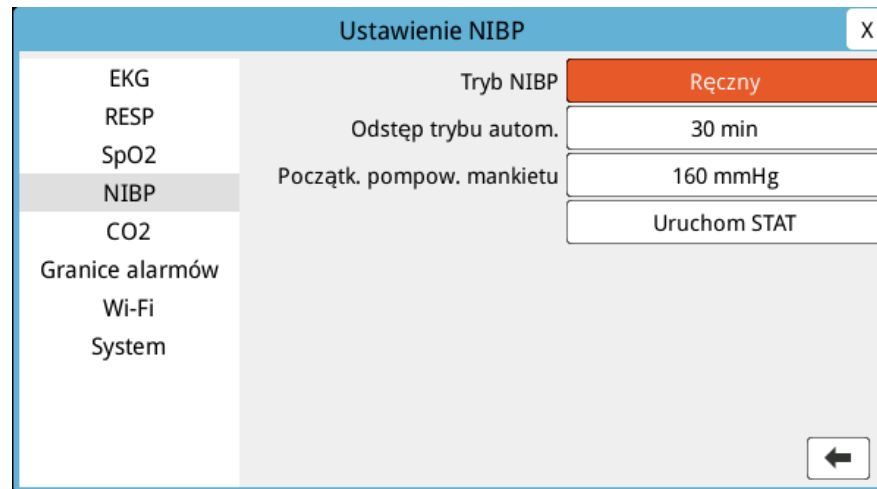 Ustawienie NIBP
X
EKG
RESP
SpO2
NIBP
CO2
Granice alarmów
Wi-Fi
System
Tryb NIBP
Ręczny
Odstęp trybu autom.
30 min
Początk. pompow. mankietu
160 mmHg
Uruchom STAT